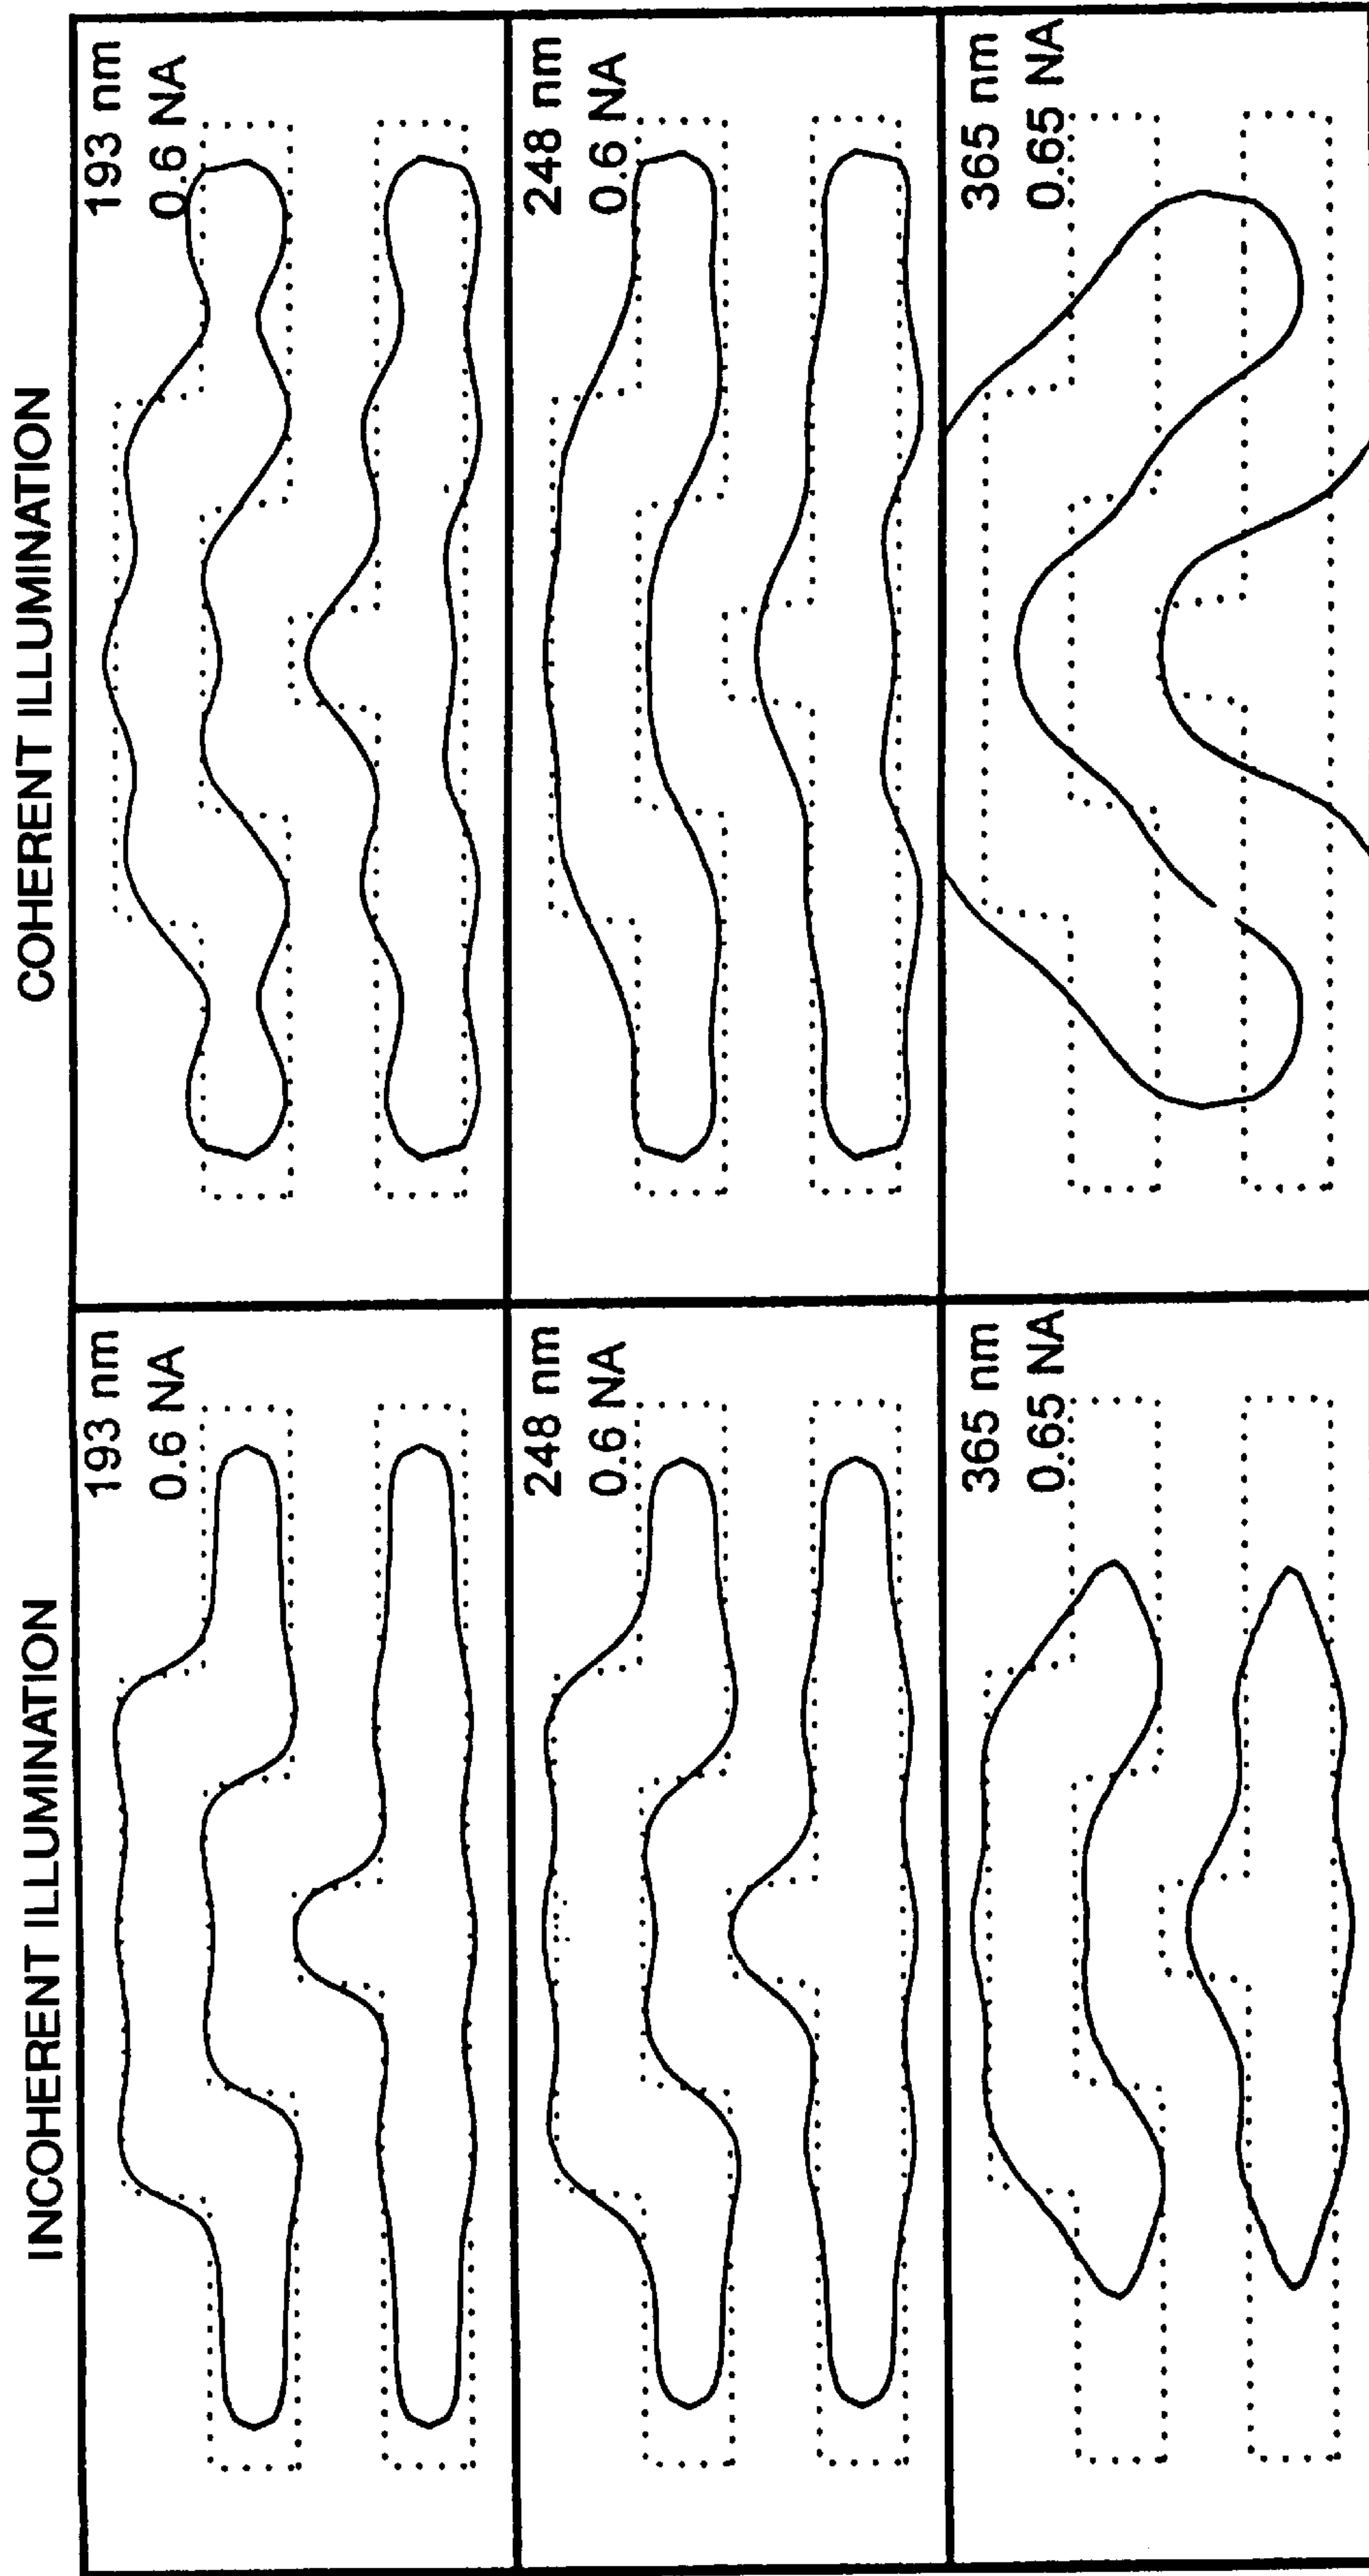 INCOHERENT ILLUMINATION
COHERENT ILLUMINATION
193 nm
0.6 NA
193 nm
0.6 NA
248 nm
0.6 NA
248 nm
0.6 NA
365 nm
0.65 NA
365 nm
0.65 NA